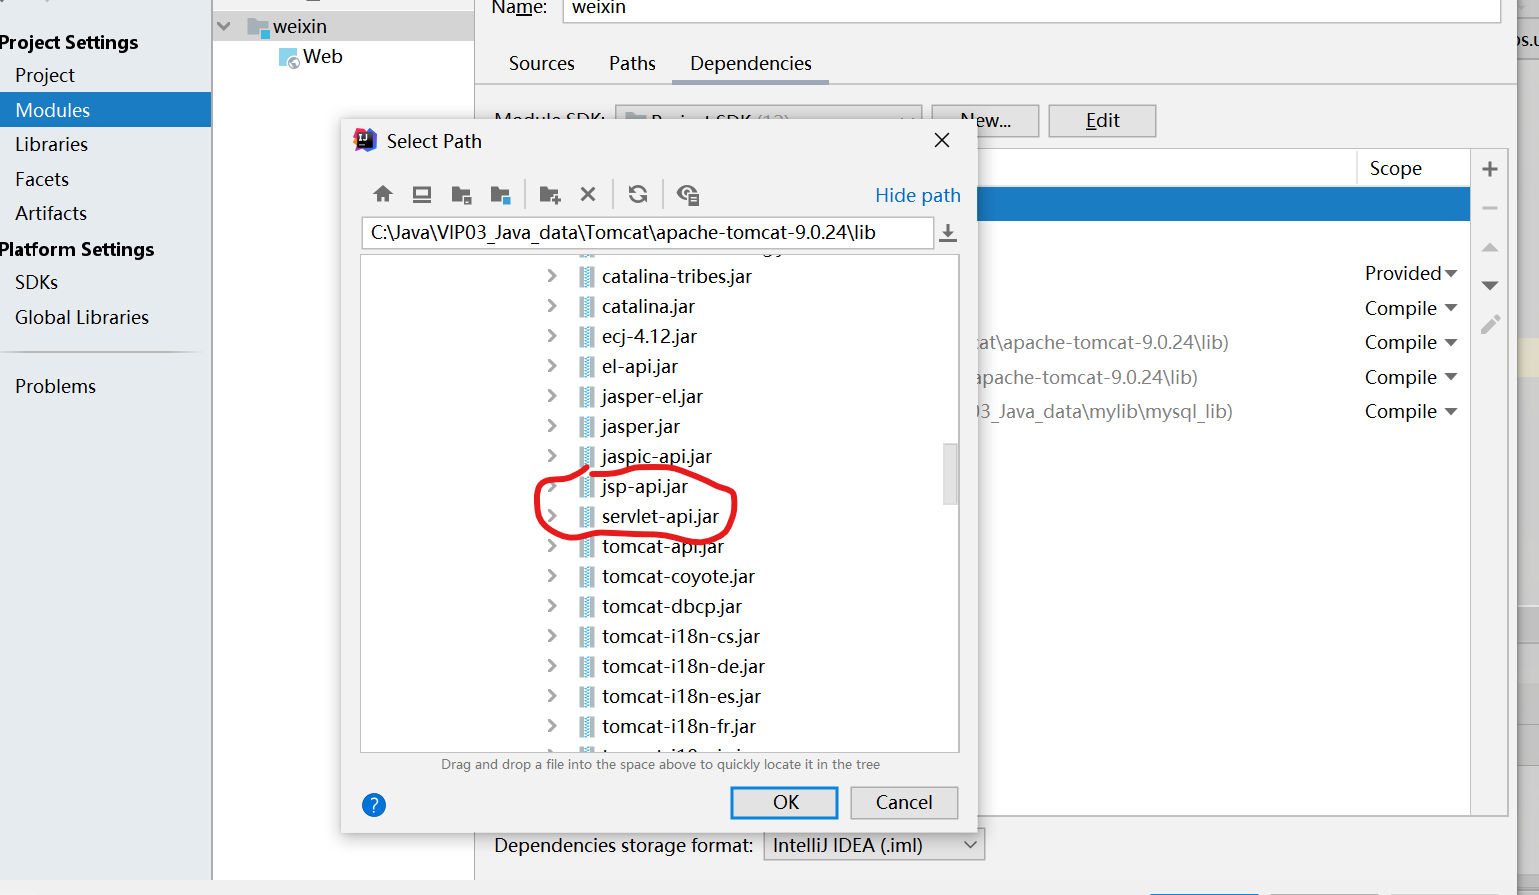 Name:
weixin
weixin
Web
Project Settings
Project
Modules
Libraries
Facets
Artifacts
Platform Settings
SDKs
Global Libraries
Problems
Sources
Paths
Dependencies
New...
Edit
Scope
Provided
Compile
cat\apache-tomcat-9.0.24\lib)
Compile
apache-tomcat-9.0.24\lib)
Compile
03_Java_data\mylib\mysql_lib)
Compile
Select Path
Hide path
C:\Java\VIP03_Java_data\Tomcat\apache-tomcat-9.0.24\lib
catalina-tribes.jar
catalina.jar
ecj-4.12.jar
el-api.jar
jasper-el.jar
jasper.jar
jaspic-api.jar
jsp-api.jar
servlet-api.jar
tomcat-api.jar
tomcat-coyote.jar
tomcat-dbcp.jar
tomcat-i18n-cs.jar
tomcat-i18n-de.jar
tomcat-i18n-es.jar
tomcat-i18n-fr.jar
Drag and drop a file into the space above to quickly locate it in the tree
OK
Cancel
Dependencies storage format:
IntelliJ IDEA (.iml)